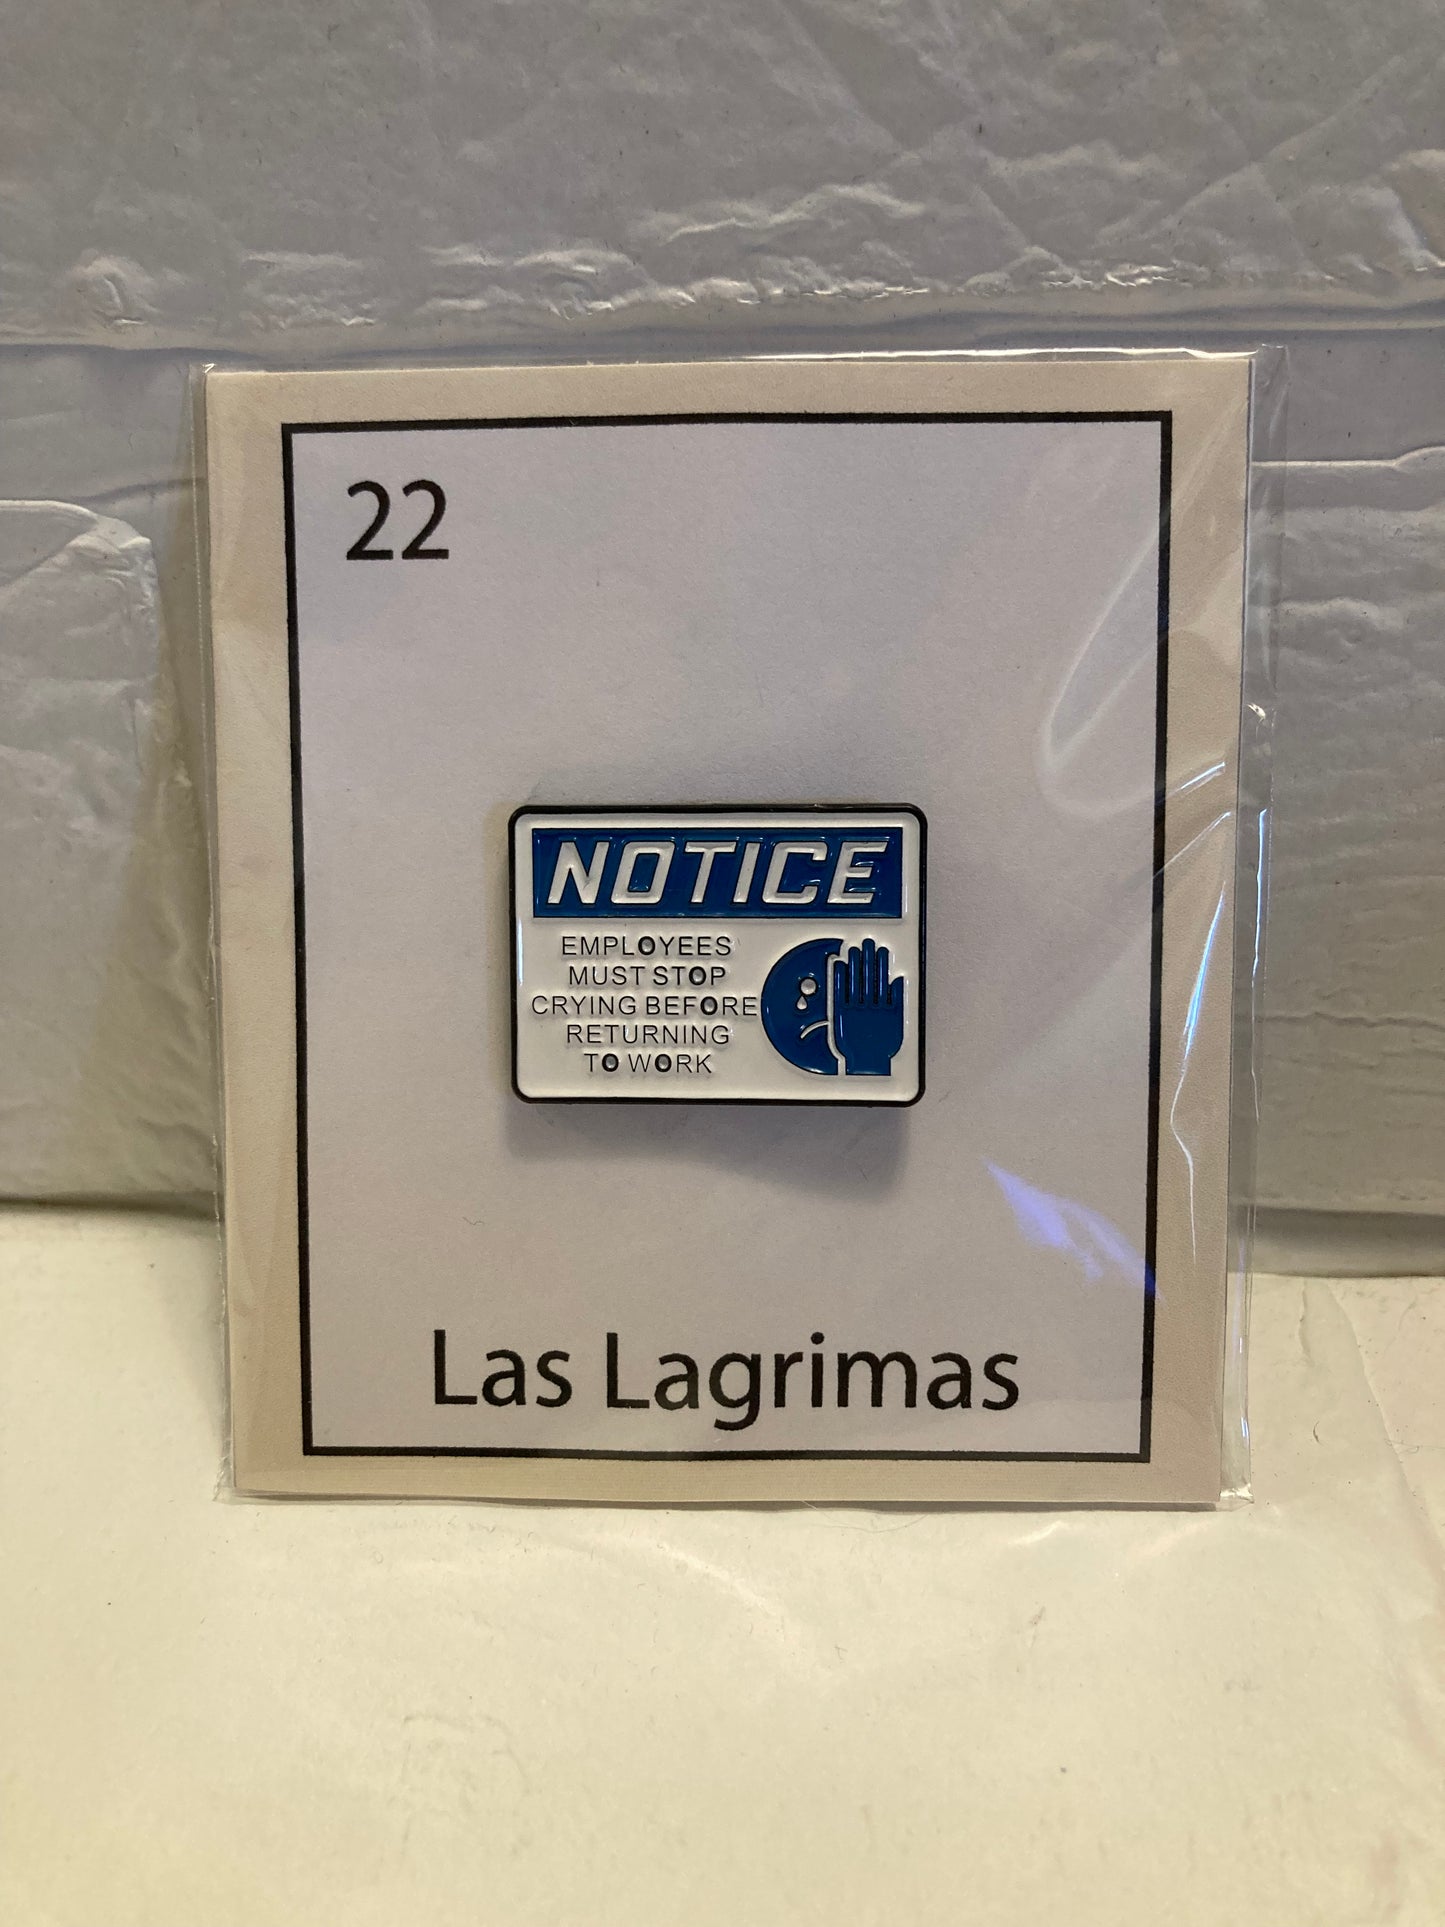 22
NOTICE
EMPLOYEES
MUST STOP
CRYING BEFORE
RETURNING
TO WORK
Las Lagrimas